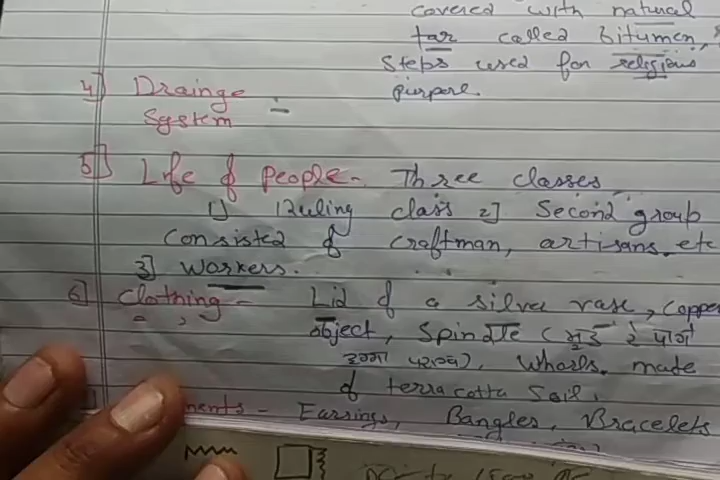 covered with natural
tar called bitumen,
steps used for religious
purpose.
4] Drainge
System -
5] Life of people - Three classes
1) Ruling class 2] Second group
Consisted of craftman, artisans etc
3] workers.
6] Clothing - Lid of a silver vase, copper
object, Spindle (
), Whorls made
of terracotta Soil.
ments - Earrings, Bangles, Bracelets